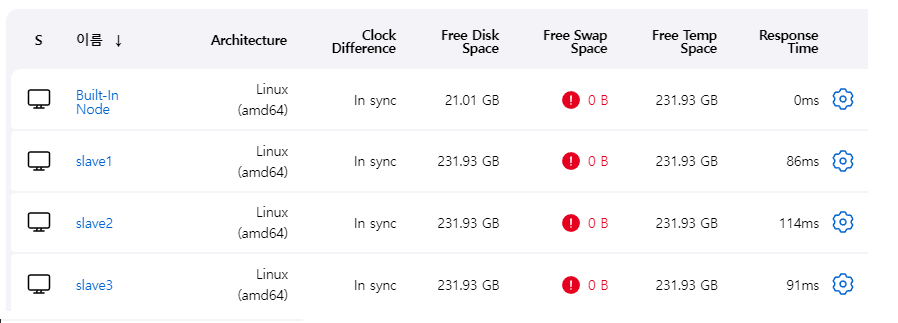 S 이름 ↓ Architecture Clock Difference Free Disk Space Free Swap Space Free Temp Space Response Time
Built-In Node Linux (amd64) In sync 21.01 GB 0 B 231.93 GB 0ms
slave1 Linux (amd64) In sync 231.93 GB 0 B 231.93 GB 86ms
slave2 Linux (amd64) In sync 231.93 GB 0 B 231.93 GB 114ms
slave3 Linux (amd64) In sync 231.93 GB 0 B 231.93 GB 91ms